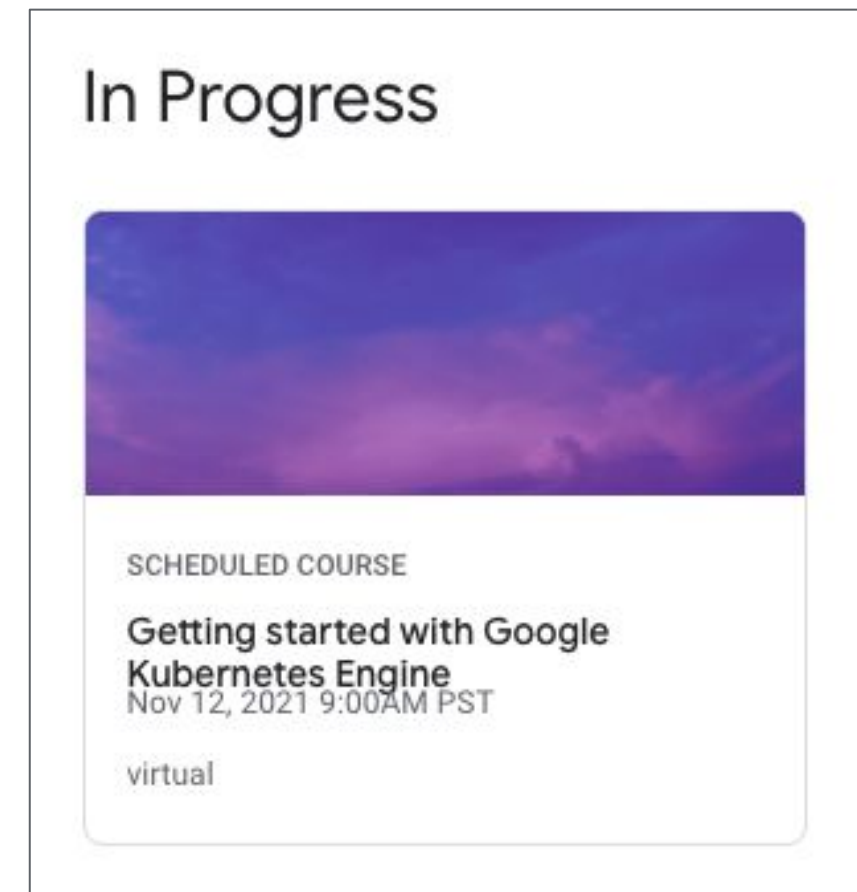 In Progress
SCHEDULED COURSE
Getting started with Google
Kubernetes Engine
Nov 12, 2021 9:00AM PST
virtual